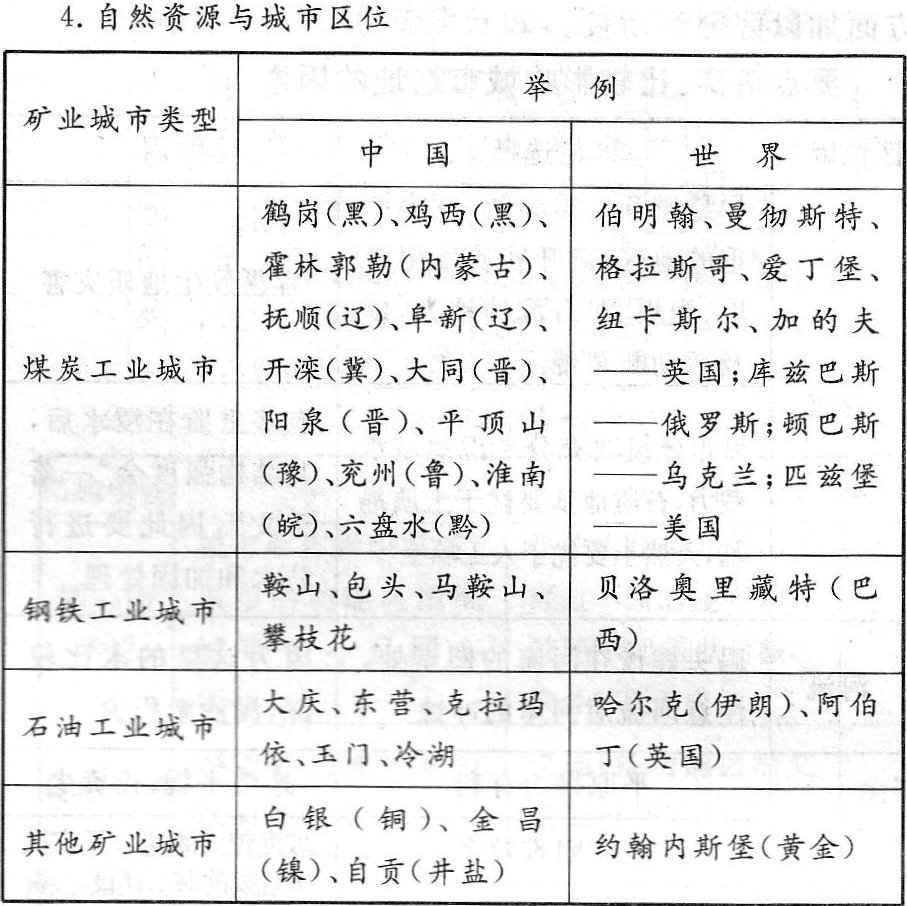 4. 自然资源与城市区位
矿业城市类型
举 例
中 国
世 界
煤炭工业城市
鹤岗(黑)、鸡西(黑)、
霍林郭勒(内蒙古)、
抚顺(辽)、阜新(辽)、
开滦(冀)、大同(晋)、
阳泉(晋)、平顶山
(豫)、兖州(鲁)、淮南
(皖)、六盘水(黔)
伯明翰、曼彻斯特、
格拉斯哥、爱丁堡、
纽卡斯尔、加的夫
——英国;库兹巴斯
——俄罗斯;顿巴斯
——乌克兰;匹兹堡
——美国
钢铁工业城市
鞍山、包头、马鞍山、
攀枝花
贝洛奥里藏特(巴
西)
石油工业城市
大庆、东营、克拉玛
依、玉门、冷湖
哈尔克(伊朗)、阿伯
丁(英国)
其他矿业城市
白银(铜)、金昌
(镍)、自贡(井盐)
约翰内斯堡(黄金)